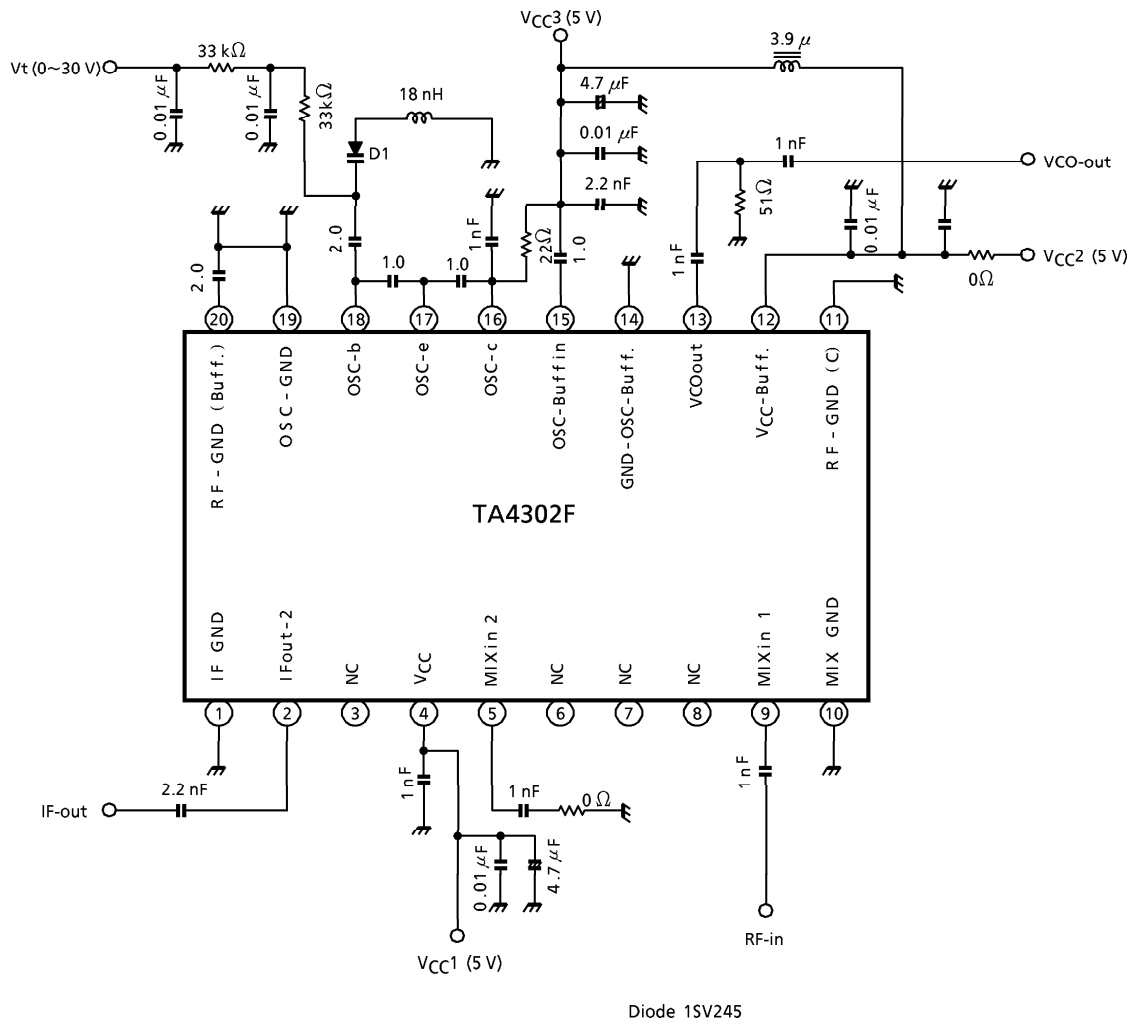 VCC3 (5 V)
3.9 μ
33 kΩ
Vt (0~30 V)
0.01 μF
0.01 μF
33kΩ
18 nH
4.7 μF
D1
0.01 μF
1 nF
VCO-out
2.2 nF
51Ω
0.01 μF
2.0
2.0
1 nF
22Ω
1.0
1 nF
1.0
1.0
VCC2 (5 V)
0Ω
20
19
18
17
16
15
14
13
12
11
RF-GND (Buff.)
OSC-GND
OSC-b
OSC-e
OSC-c
OSC-Buffin
GND-OSC-Buff.
VCOout
VCC-Buff.
RF-GND (C)
TA4302F
IF GND
IFout-2
NC
VCC
MIXin 2
NC
NC
NC
MIXin 1
MIX GND
1
2
3
4
5
6
7
8
9
10
1 nF
1 nF
2.2 nF
1 nF
0 Ω
IF-out
0.01 μF
4.7 μF
RF-in
VCC1 (5 V)
Diode 1SV245